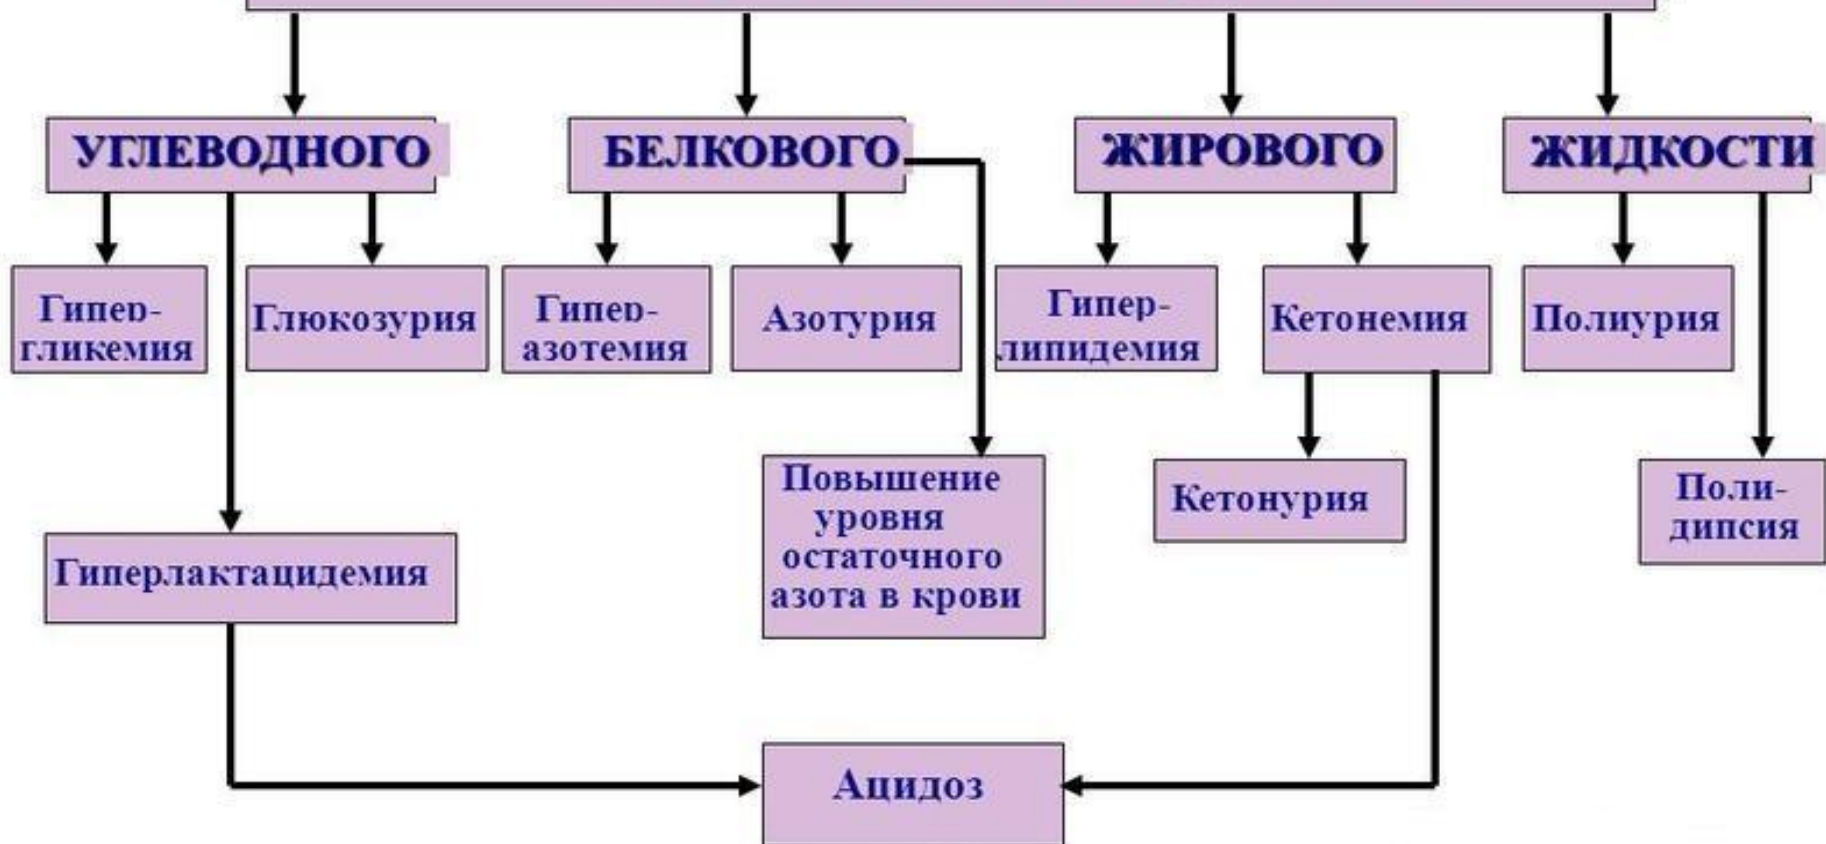 УГЛЕВОДНОГО
БЕЛКОВОГО
ЖИРОВОГО
ЖИДКОСТИ
Гипер-
гликемия
Глюкозурия
Гипер-
азотемия
Азотурия
Гипер-
липидемия
Кетонемия
Полиурия
Повышение
уровня
остаточного
азота в крови
Кетонурия
Поли-
дипсия
Гиперлактацидемия
Ацидоз